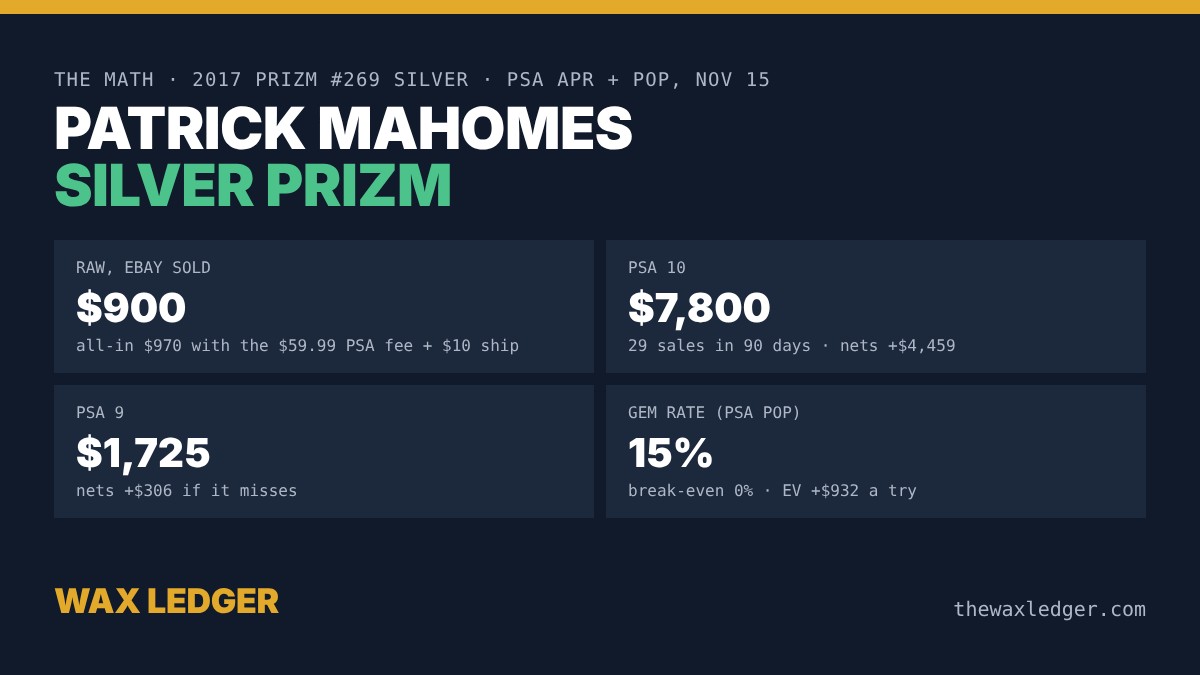 THE MATH · 2017 PRIZM #269 SILVER · PSA APR + POP, NOV 15
PATRICK MAHOMES
SILVER PRIZM
RAW, EBAY SOLD
$900
all-in $970 with the $59.99 PSA fee + $10 ship
PSA 10
$7,800
29 sales in 90 days · nets +$4,459
PSA 9
$1,725
nets +$306 if it misses
GEM RATE (PSA POP)
15%
break-even 0% · EV +$932 a try
WAX LEDGER
thewaxledger.com